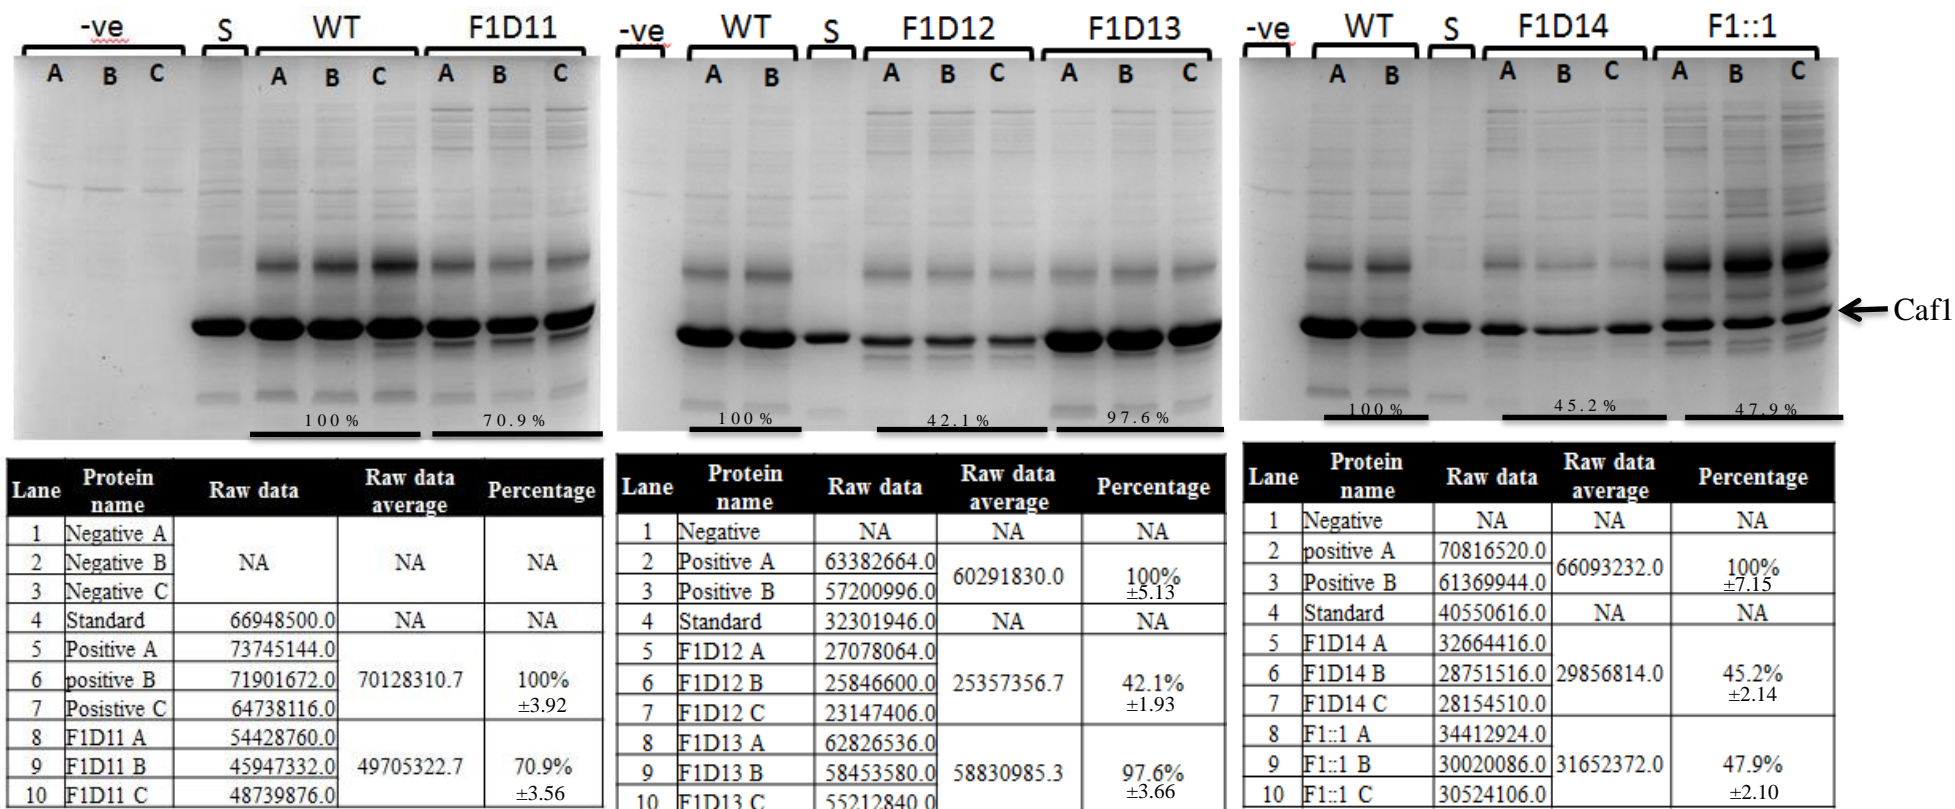 -ve S WT F1D11
A B C A B C A B C
100% 70.9%
-ve WT S F1D12 F1D13
A B A B C A B C
100% 42.1% 97.6%
-ve WT S F1D14 F1::1
A B A B C A B C
Caf1
100% 45.2% 47.9%
Lane Protein name Raw data Raw data average Percentage
1 Negative A
2 Negative B NA NA NA
3 Negative C
4 Standard 66948500.0 NA NA
5 Positive A 73745144.0
6 positive B 71901672.0 70128310.7 100%
7 Posistive C 64738116.0 ±3.92
8 F1D11 A 54428760.0
9 F1D11 B 45947332.0 49705322.7 70.9%
10 F1D11 C 48739876.0 ±3.56
Lane Protein name Raw data Raw data average Percentage
1 Negative NA NA NA
2 Positive A 63382664.0 60291830.0 100%
3 Positive B 57200996.0 ±5.13
4 Standard 32301946.0 NA NA
5 F1D12 A 27078064.0
6 F1D12 B 25846600.0 25357356.7 42.1%
7 F1D12 C 23147406.0 ±1.93
8 F1D13 A 62826536.0
9 F1D13 B 58453580.0 58830985.3 97.6%
10 F1D13 C 55212840.0 ±3.66
Lane Protein name Raw data Raw data average Percentage
1 Negative NA NA NA
2 positive A 70816520.0 66093232.0 100%
3 Positive B 61369944.0 ±7.15
4 Standard 40550616.0 NA NA
5 F1D14 A 32664416.0
6 F1D14 B 28751516.0 29856814.0 45.2%
7 F1D14 C 28154510.0 ±2.14
8 F1::1 A 34412924.0
9 F1::1 B 30020086.0 31652372.0 47.9%
10 F1::1 C 30524106.0 ±2.10